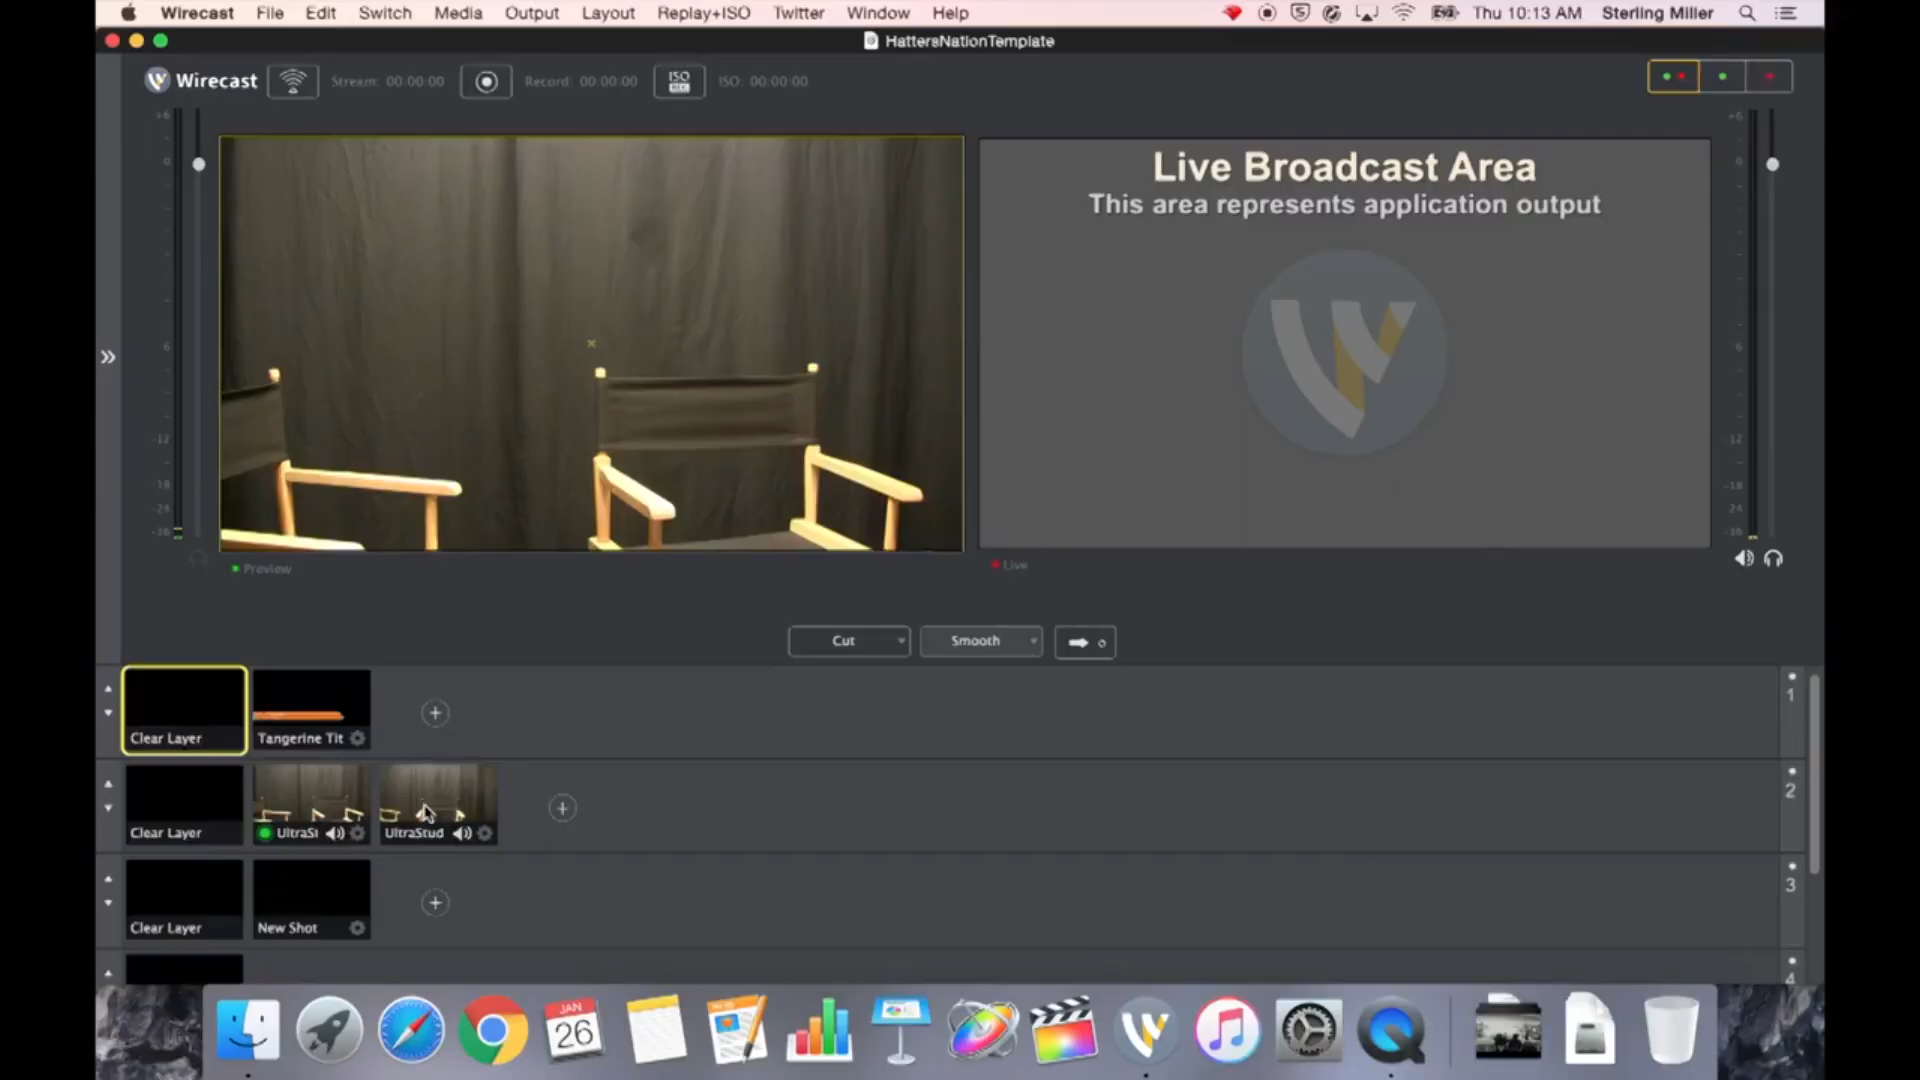 Wirecast File Edit Switch Media Output Layout Replay+ISO Twitter Window Help Thu 10:13 AM Sterling Miller
HattersNationTemplate
Wirecast Stream: 00:00:00 Record: 00:00:00 ISO REC ISO: 00:00:00
Live Broadcast Area
This area represents application output
Preview
Live
Cut Smooth
Clear Layer Tangerine Tit
1
Clear Layer UltraSt UltraStud
2
Clear Layer New Shot
3
4
JAN
26